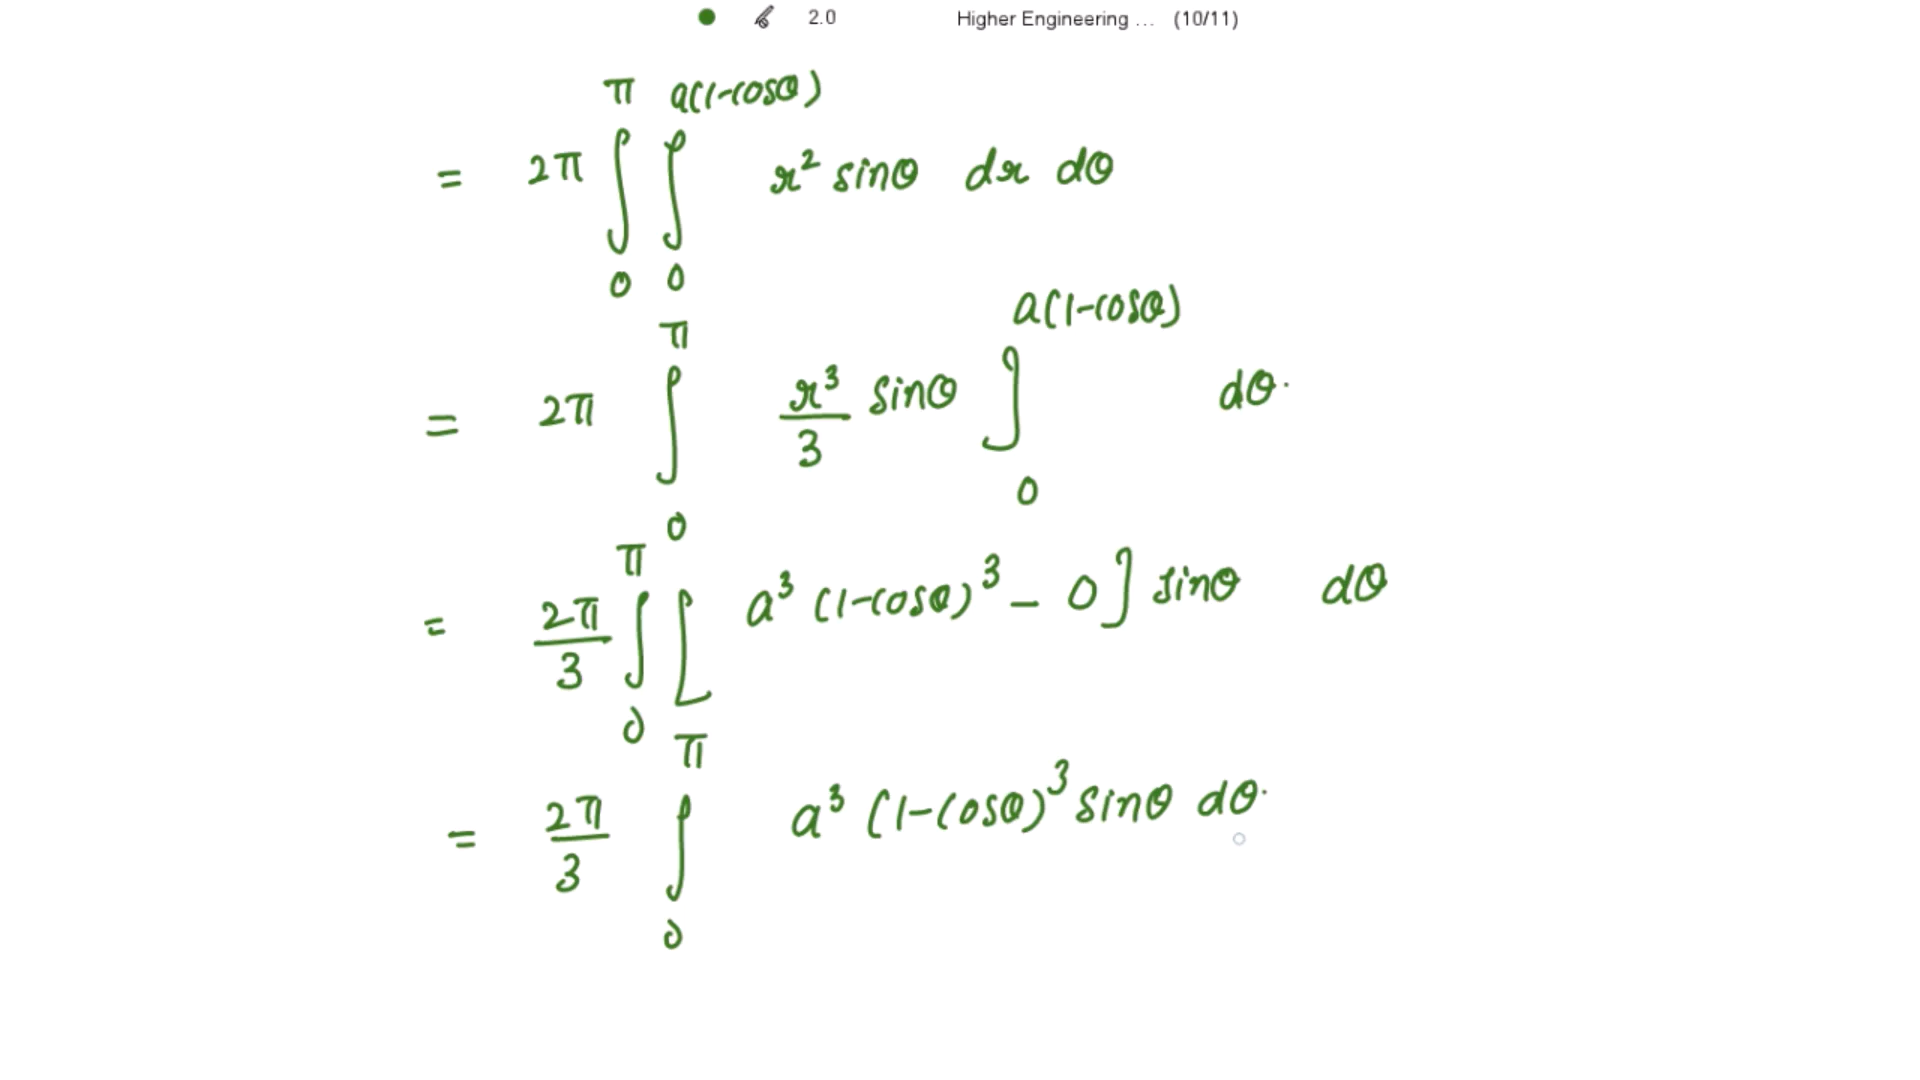 2.0 Higher Engineering ... (10/11)
π a(1-cosθ)
= 2π ∫ ∫ r² sinθ dr dθ
0 0
π a(1-cosθ)
= 2π ∫ r³/3 sinθ ] dθ.
0 0
π
= 2π/3 ∫ [ a³ (1-cosθ)³ - 0 ] sinθ dθ
0
π
= 2π/3 ∫ a³ (1-cosθ)³ sinθ dθ.
0